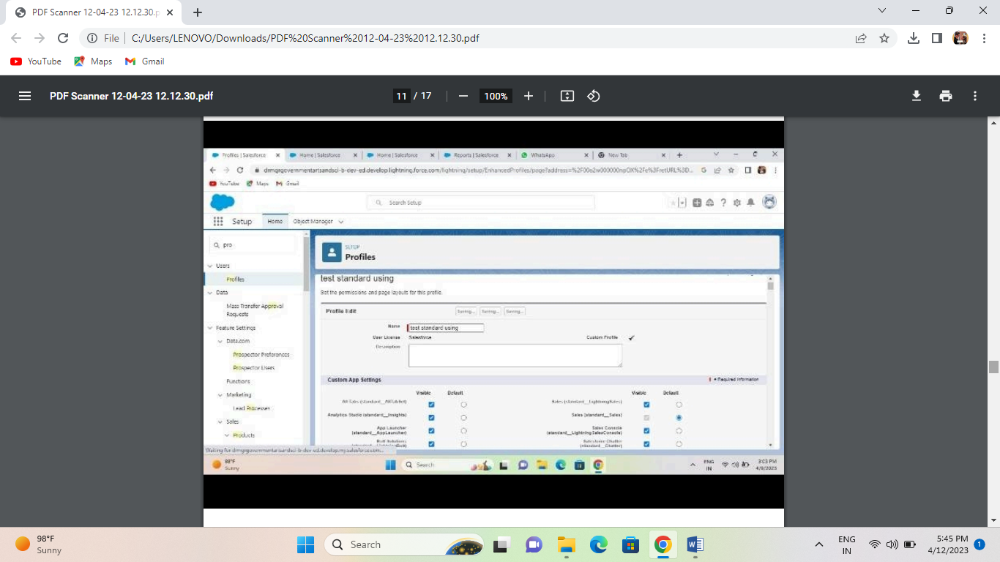 PDF Scanner 12-04-23 12.12.30.p
File C:/Users/LENOVO/Downloads/PDF%20Scanner%2012-04-23%2012.12.30.pdf
YouTube Maps Gmail
PDF Scanner 12-04-23 12.12.30.pdf 11 / 17 100%
Profiles | Salesforce Home | Salesforce Home | Salesforce Reports | Salesforce WhatsApp New Tab
drmgrgovernmentartsandsci-b-dev-ed.develop.lightning.force.com/lightning/setup/EnhancedProfiles/page?address=%2F00e2w000000npOX%2Fe%3FretURL%3D...
YouTube Maps Gmail
Search Setup
Setup Home Object Manager
pro
SETUP
Profiles
Users
Profiles
Data
Mass Transfer Approval
Requests
Feature Settings
Data.com
Prospector Preferences
Prospector Users
Functions
Marketing
Lead Processes
Sales
Products
test standard using
Set the permissions and page layouts for this profile.
Profile Edit Saving... Saving... Saving...
Name test standard using
User License Salesforce Custom Profile
Description
Custom App Settings = Required Information
Visible Default Visible Default
All Tabs (standard__AllTabSet) Sales (standard__LightningSales)
Analytics Studio (standard__Insights) Sales (standard__Sales)
App Launcher Sales Console
(standard__AppLauncher) (standard__LightningSalesConsole)
Bolt Solutions Salesforce Chatter
(standard__LightningBolt) (standard__Chatter)
Waiting for drmgrgovernmentartsandsci-b-dev-ed.develop.my.salesforce.com...
88°F
Sunny
Search
ENG
IN
3:03 PM
4/9/2023
98°F
Sunny
Search
ENG
IN
5:45 PM
4/12/2023
1